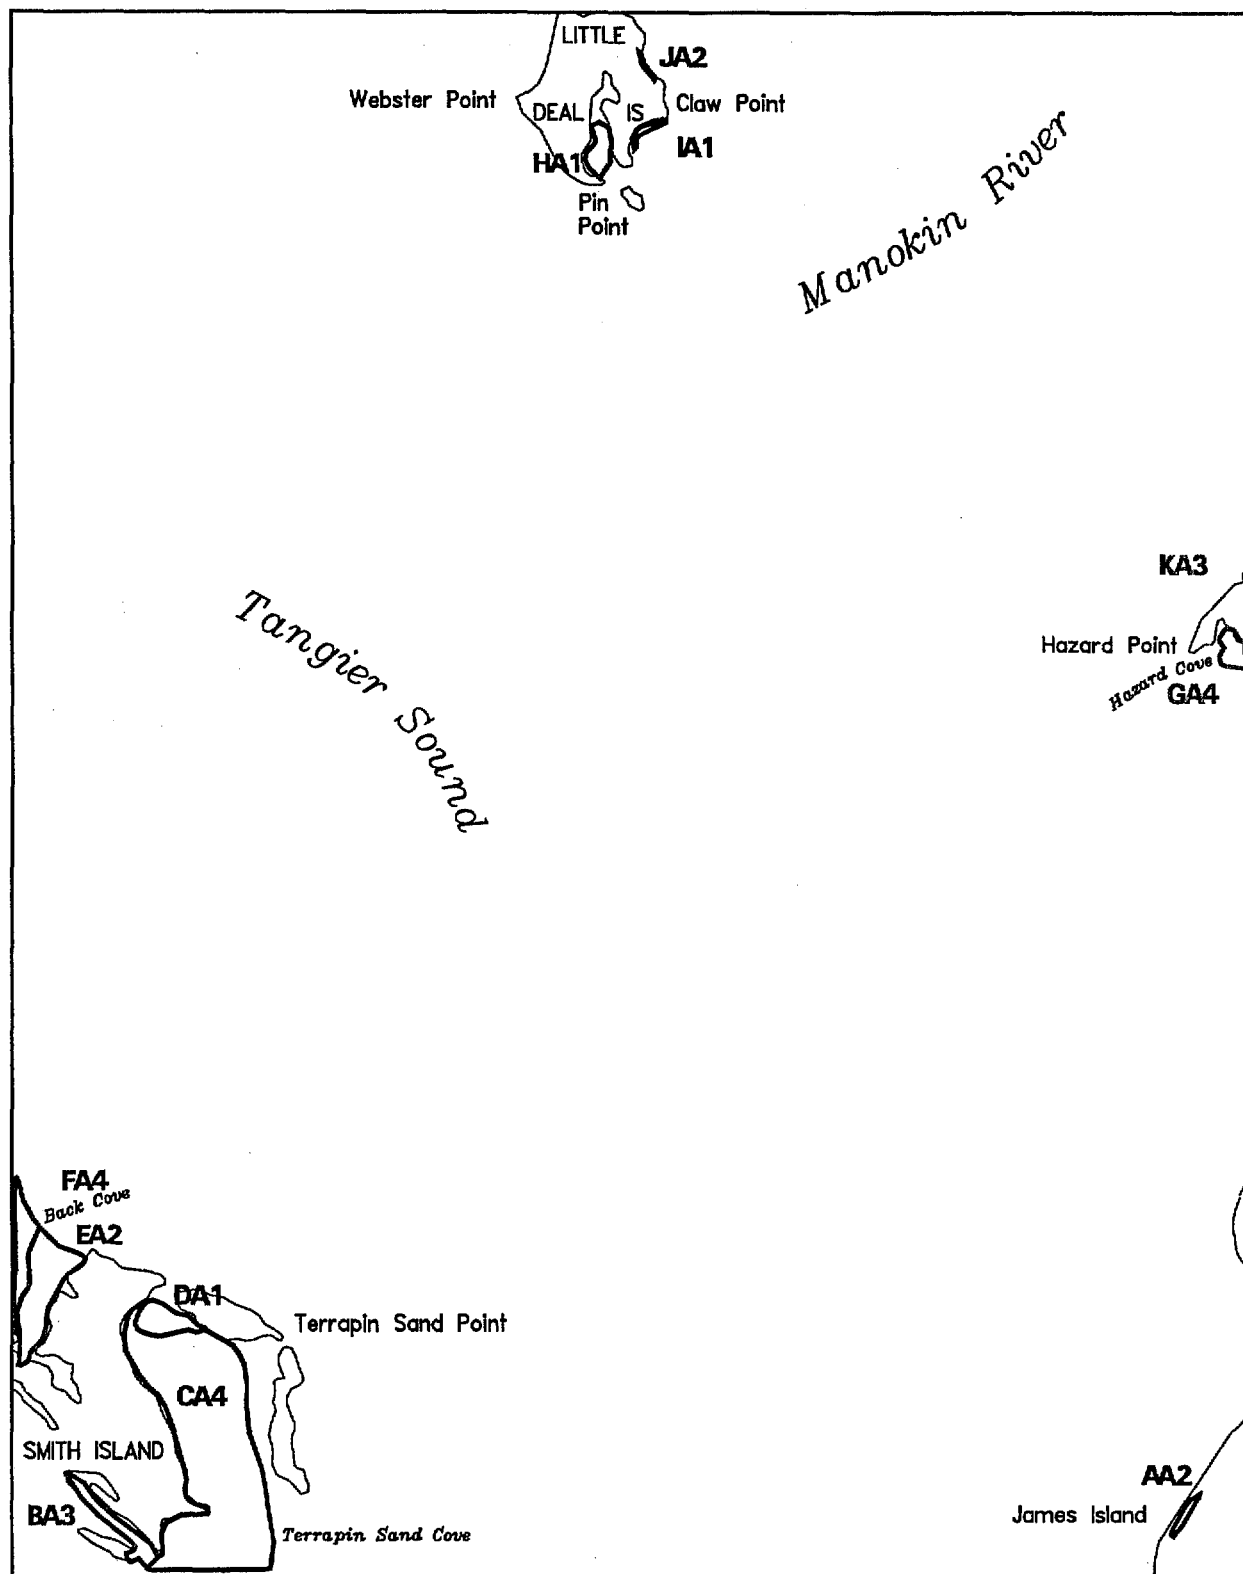 LITTLE
JA2
Webster Point
DEAL IS
Claw Point
HA1
IA1
Pin
Point
Manokin River
KA3
Tangier Sound
Hazard Point
Hazard Cove
GA4
FA4
Back Cove
EA2
DA1
Terrapin Sand Point
CA4
SMITH ISLAND
AA2
BA3
James Island
Terrapin Sand Cove